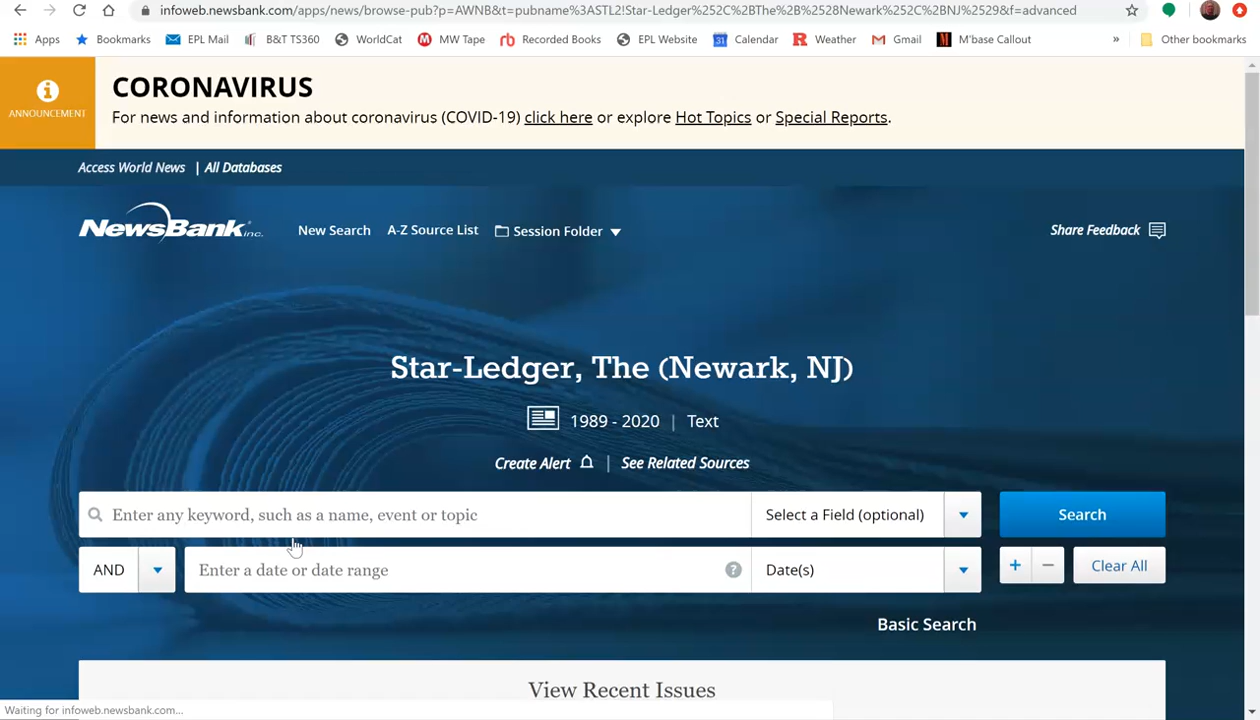 infoweb.newsbank.com/apps/news/browse-pub?p=AWNB&t=pubname%3ASTL2!Star-Ledger%252C%2BThe%2B%2528Newark%252C%2BNJ%2529&f=advanced
Apps Bookmarks EPL Mail B&T TS360 WorldCat MW Tape Recorded Books EPL Website Calendar Weather Gmail M'base Callout » Other bookmarks
CORONAVIRUS
ANNOUNCEMENT
For news and information about coronavirus (COVID-19) click here or explore Hot Topics or Special Reports.
Access World News | All Databases
NewsBank inc. New Search A-Z Source List Session Folder Share Feedback
Star-Ledger, The (Newark, NJ)
1989 - 2020 | Text
Create Alert | See Related Sources
Enter any keyword, such as a name, event or topic Select a Field (optional) Search
AND Enter a date or date range ? Date(s) + − Clear All
Basic Search
View Recent Issues
Waiting for infoweb.newsbank.com...